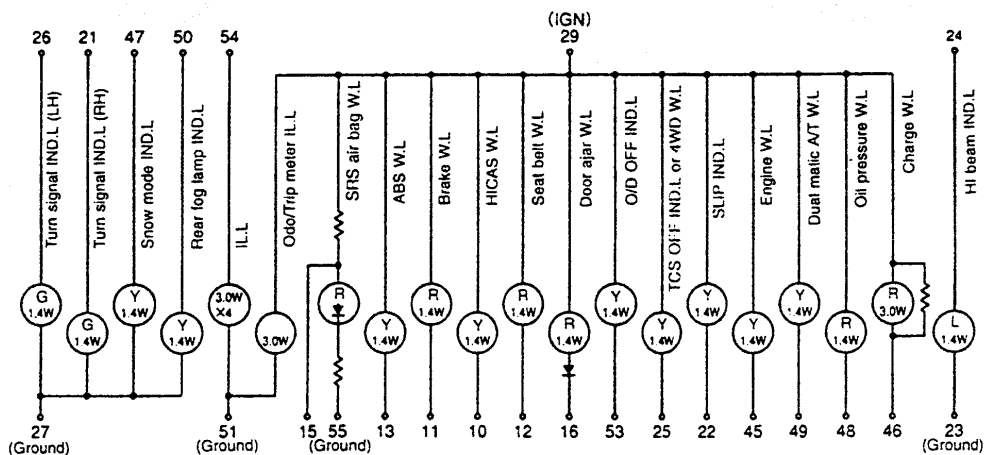 (IGN)
26 21 47 50 54 29 24
Turn signal IND.L (LH)
Turn signal IND.L (RH)
Snow mode IND.L
Rear fog lamp IND.L
IL.L
Odo/Trip meter IL.L
SRS air bag W.L
ABS W.L
Brake W.L
HICAS W.L
Seat belt W.L
Door ajar W.L
O/D OFF IND.L
TCS OFF IND.L or 4WD W.L
SLIP IND.L
Engine W.L
Dual matic A/T W.L
Oil pressure W.L
Charge W.L
HI beam IND.L
G 1.4W
G 1.4W
Y 1.4W
Y 1.4W
3.0W X4
3.0W
R
Y 1.4W
R 1.4W
Y 1.4W
R 1.4W
R 1.4W
Y 1.4W
Y 1.4W
Y 1.4W
Y 1.4W
Y 1.4W
R 1.4W
R 3.0W
L 1.4W
27 51 15 55 13 11 10 12 16 53 25 22 45 49 48 46 23
(Ground) (Ground) (Ground) (Ground)